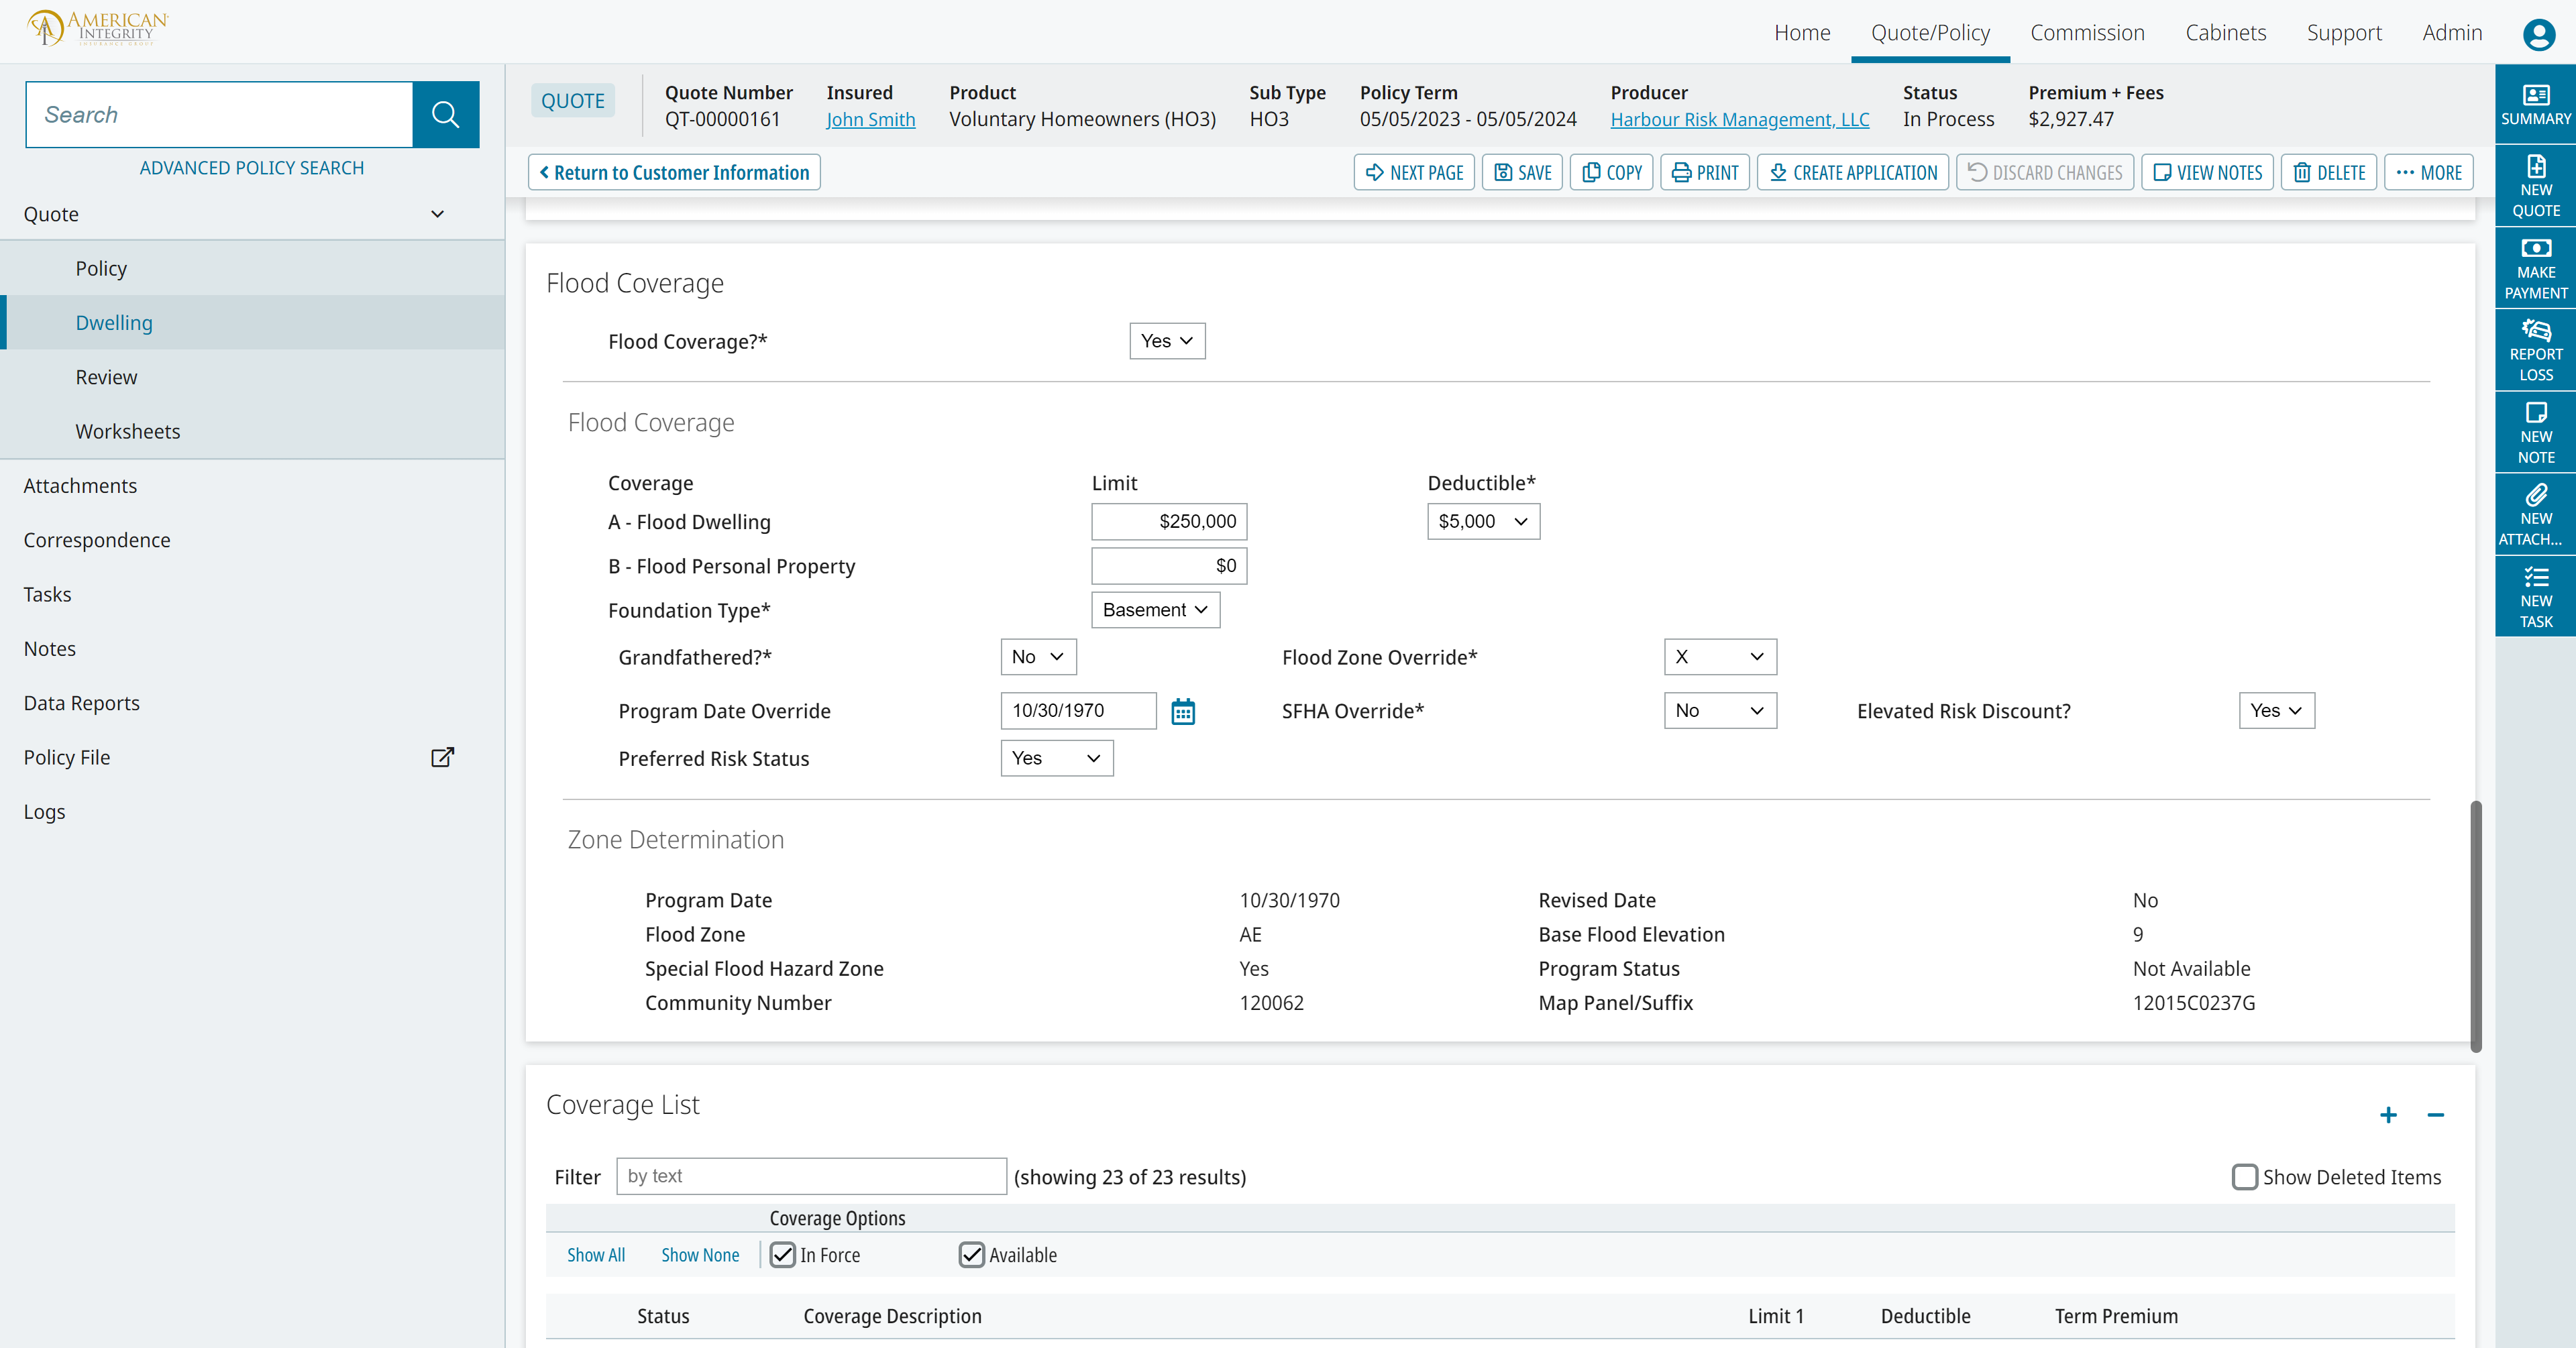 AMERICAN
INTEGRITY
INSURANCE GROUP
Home Quote/Policy Commission Cabinets Support Admin
Search
ADVANCED POLICY SEARCH
Quote
Policy
Dwelling
Review
Worksheets
Attachments
Correspondence
Tasks
Notes
Data Reports
Policy File
Logs
QUOTE
Quote Number Insured Product Sub Type Policy Term Producer Status Premium + Fees
QT-00000161 John Smith Voluntary Homeowners (HO3) HO3 05/05/2023 - 05/05/2024 Harbour Risk Management, LLC In Process $2,927.47
Return to Customer Information NEXT PAGE SAVE COPY PRINT CREATE APPLICATION DISCARD CHANGES VIEW NOTES DELETE MORE
Flood Coverage
Flood Coverage?* Yes
Flood Coverage
Coverage Limit Deductible*
A - Flood Dwelling $250,000 $5,000
B - Flood Personal Property $0
Foundation Type* Basement
Grandfathered?* No Flood Zone Override* X
Program Date Override 10/30/1970 SFHA Override* No Elevated Risk Discount? Yes
Preferred Risk Status Yes
Zone Determination
Program Date 10/30/1970 Revised Date No
Flood Zone AE Base Flood Elevation 9
Special Flood Hazard Zone Yes Program Status Not Available
Community Number 120062 Map Panel/Suffix 12015C0237G
Coverage List
Filter by text (showing 23 of 23 results) Show Deleted Items
Coverage Options
Show All Show None In Force Available
Status Coverage Description Limit 1 Deductible Term Premium
SUMMARY
NEW
QUOTE
MAKE
PAYMENT
REPORT
LOSS
NEW
NOTE
NEW
ATTACH...
NEW
TASK